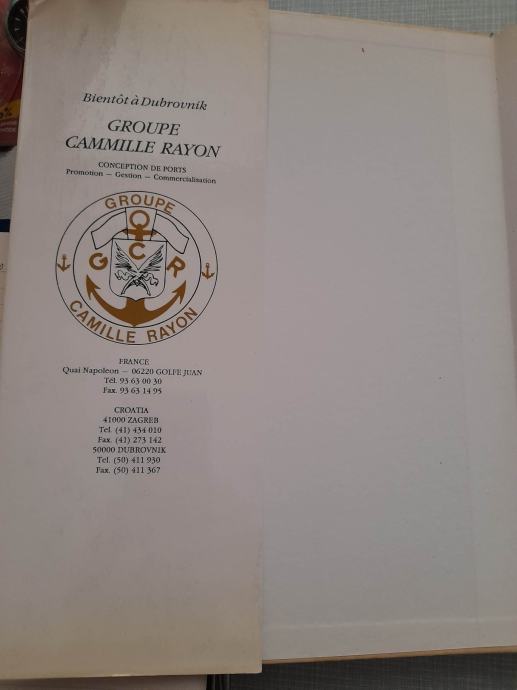 Bientôt à Dubrovnik
GROUPE
CAMMILLE RAYON
CONCEPTION DE PORTS
Promotion — Gestion — Commercialisation
GROUPE
G C R
CAMILLE RAYON
FRANCE
Quai Napoleon — 06220 GOLFE JUAN
Tél. 93 63 00 30
Fax. 93 63 14 95
CROATIA
41000 ZAGREB
Tel. (41) 434 010
Fax. (41) 273 142
50000 DUBROVNIK
Tel. (50) 411 930
Fax. (50) 411 367